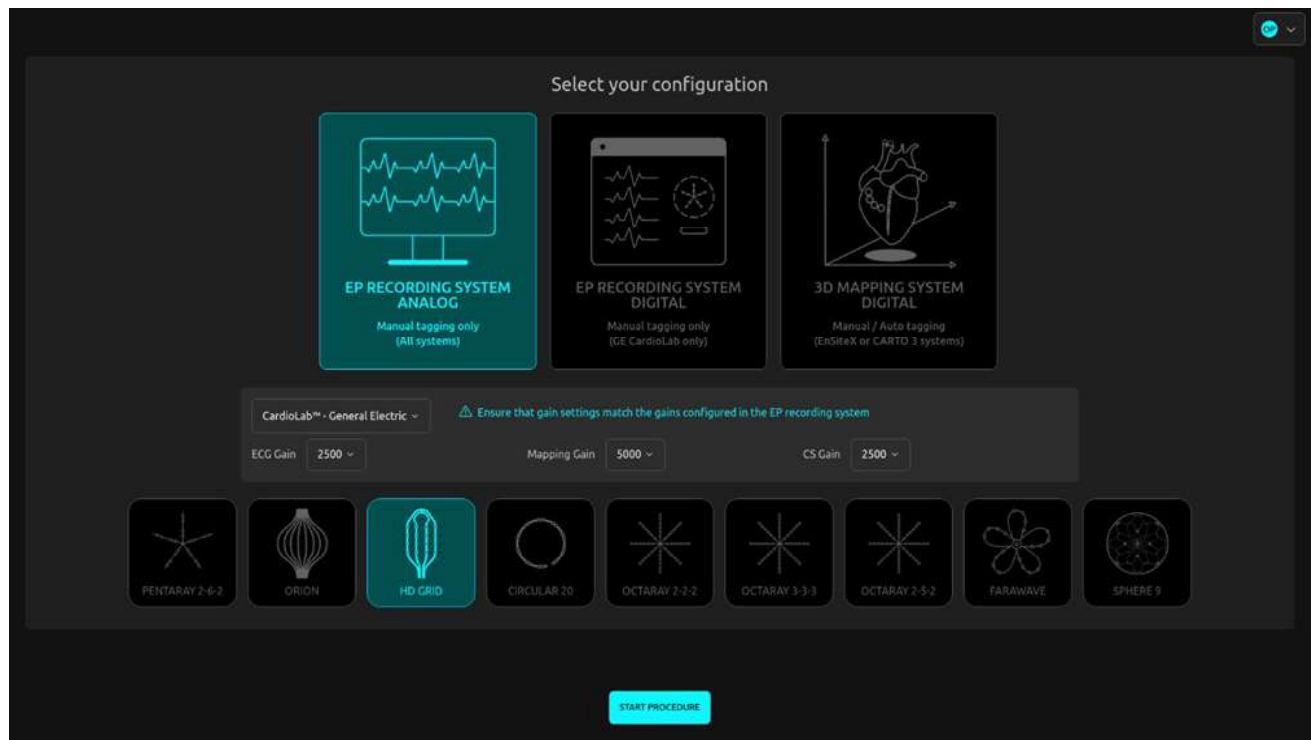 OP
Select your configuration
EP RECORDING SYSTEM
ANALOG
Manual tagging only
(All systems)
EP RECORDING SYSTEM
DIGITAL
Manual tagging only
(GE CardioLab only)
3D MAPPING SYSTEM
DIGITAL
Manual / Auto tagging
(EnSiteX or CARTO 3 systems)
CardioLab™ - General Electric
Ensure that gain settings match the gains configured in the EP recording system
ECG Gain 2500
Mapping Gain 5000
CS Gain 2500
PENTARAY 2-6-2
ORION
HD GRID
CIRCULAR 20
OCTARAY 2-2-2
OCTARAY 3-3-3
OCTARAY 2-5-2
FARAWAVE
SPHERE 9
START PROCEDURE